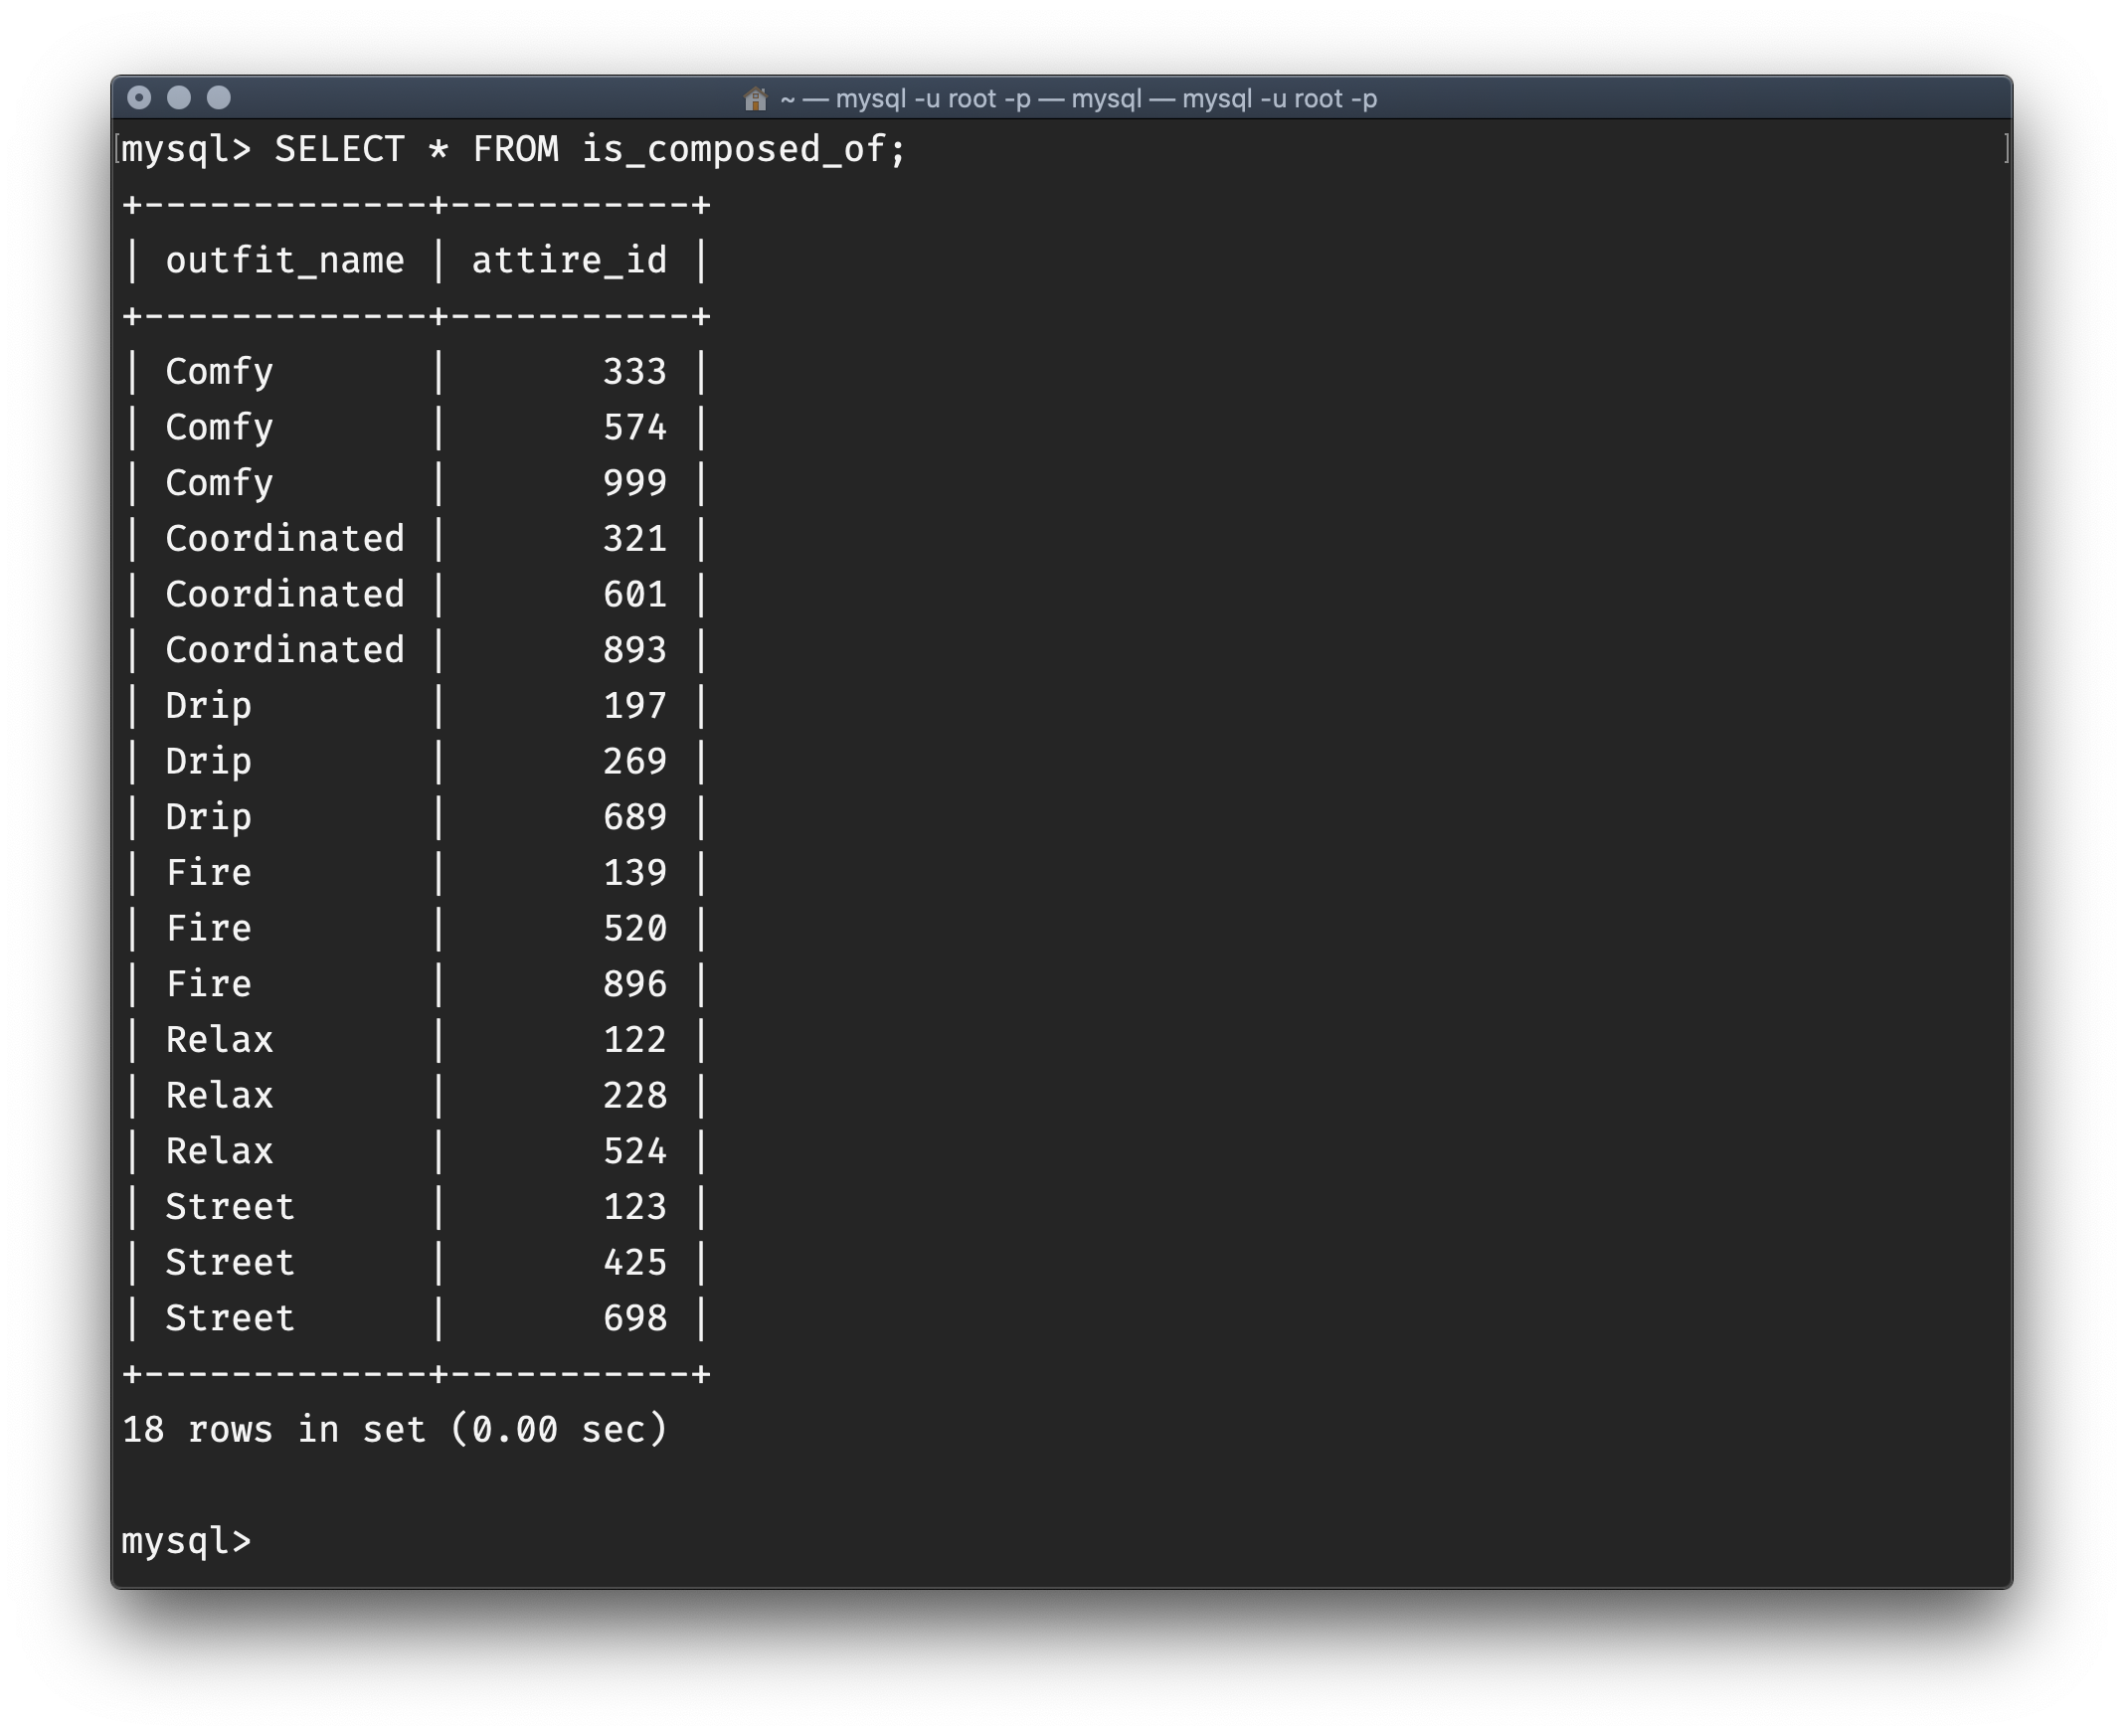 ~ — mysql -u root -p — mysql — mysql -u root -p
[mysql> SELECT * FROM is_composed_of; ]
+-------------+-----------+
| outfit_name | attire_id |
+-------------+-----------+
| Comfy       |       333 |
| Comfy       |       574 |
| Comfy       |       999 |
| Coordinated |       321 |
| Coordinated |       601 |
| Coordinated |       893 |
| Drip        |       197 |
| Drip        |       269 |
| Drip        |       689 |
| Fire        |       139 |
| Fire        |       520 |
| Fire        |       896 |
| Relax       |       122 |
| Relax       |       228 |
| Relax       |       524 |
| Street      |       123 |
| Street      |       425 |
| Street      |       698 |
+-------------+-----------+
18 rows in set (0.00 sec)
mysql>